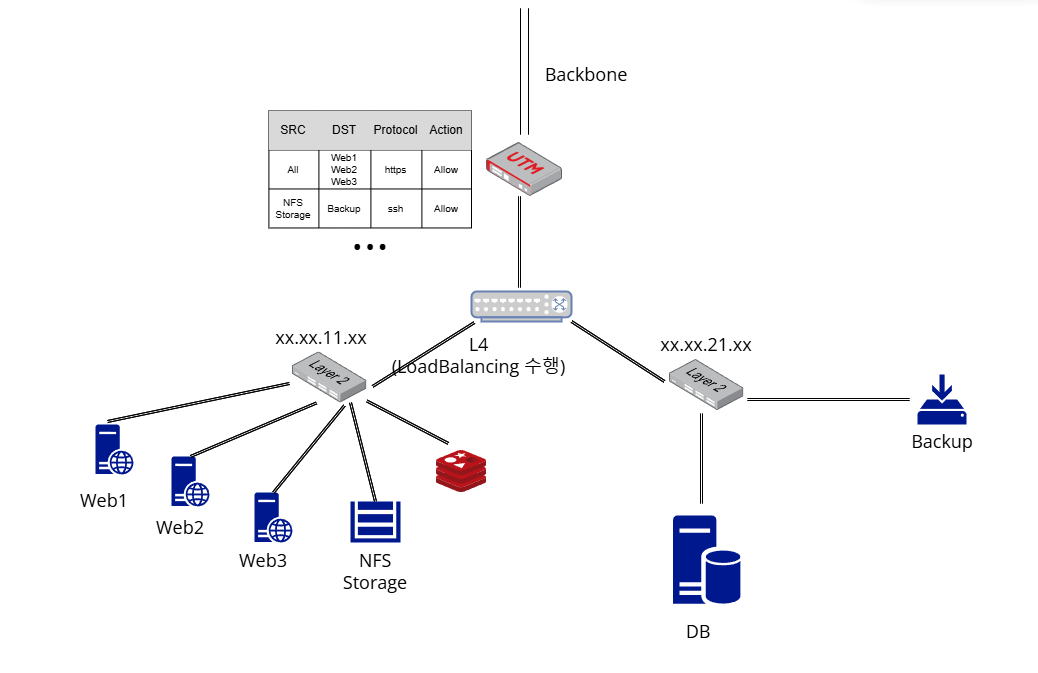 Backbone
SRC DST Protocol Action
All Web1 Web2 Web3 https Allow
NFS Storage Backup ssh Allow
•••
UTM
L4
(LoadBalancing 수행)
xx.xx.11.xx
Layer 2
xx.xx.21.xx
Layer 2
Web1
Web2
Web3
NFS
Storage
Backup
DB